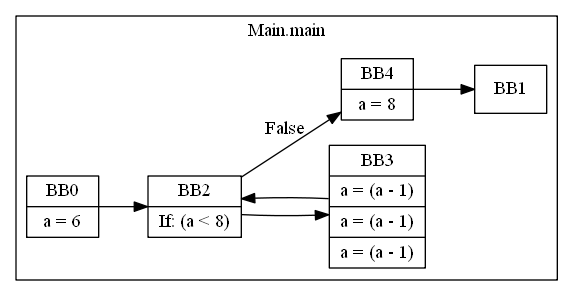 Main.main
BB0
a = 6
BB2
If: (a < 8)
False
BB4
a = 8
BB1
BB3
a = (a - 1)
a = (a - 1)
a = (a - 1)